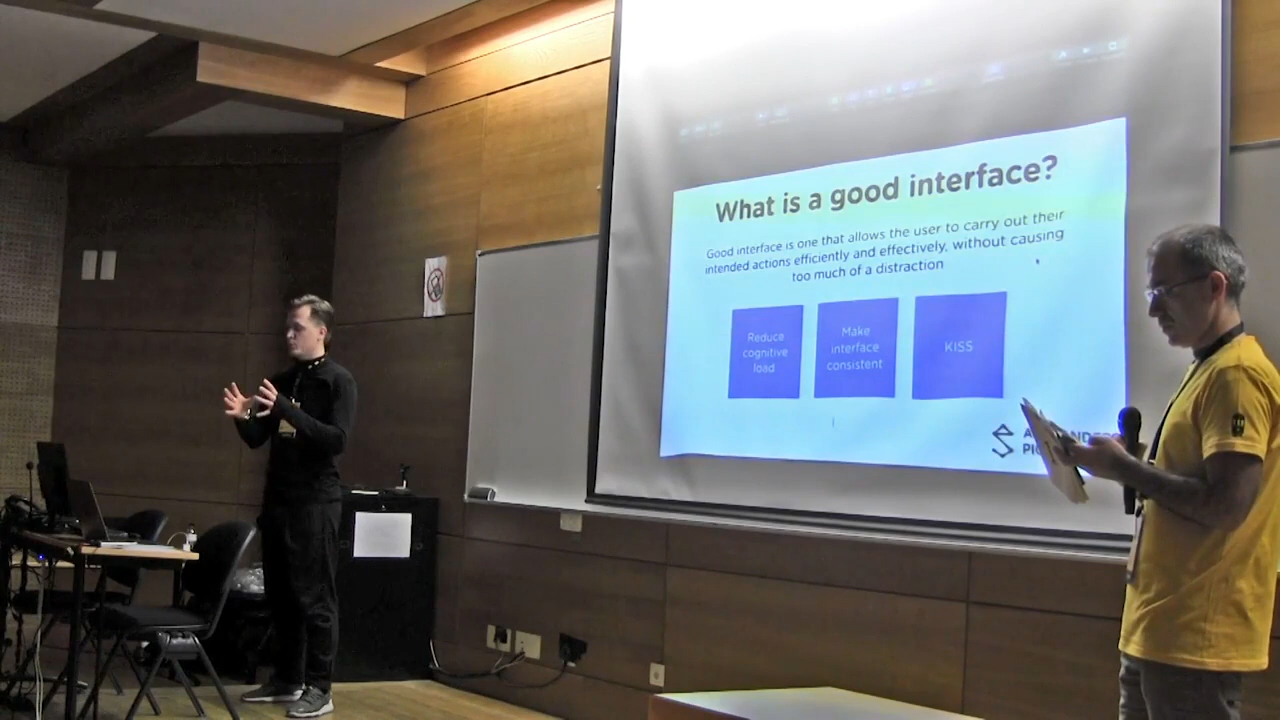 What is a good interface?
Good interface is one that allows the user to carry out their
intended actions efficiently and effectively, without causing
too much of a distraction
Reduce
cognitive
load
Make
interface
consistent
KISS